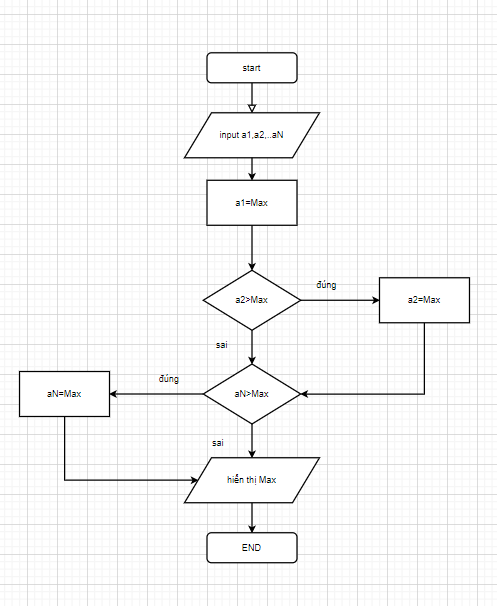 start
input a1,a2,..aN
a1=Max
a2>Max
đúng
a2=Max
sai
aN>Max
đúng
aN=Max
sai
hiển thị Max
END